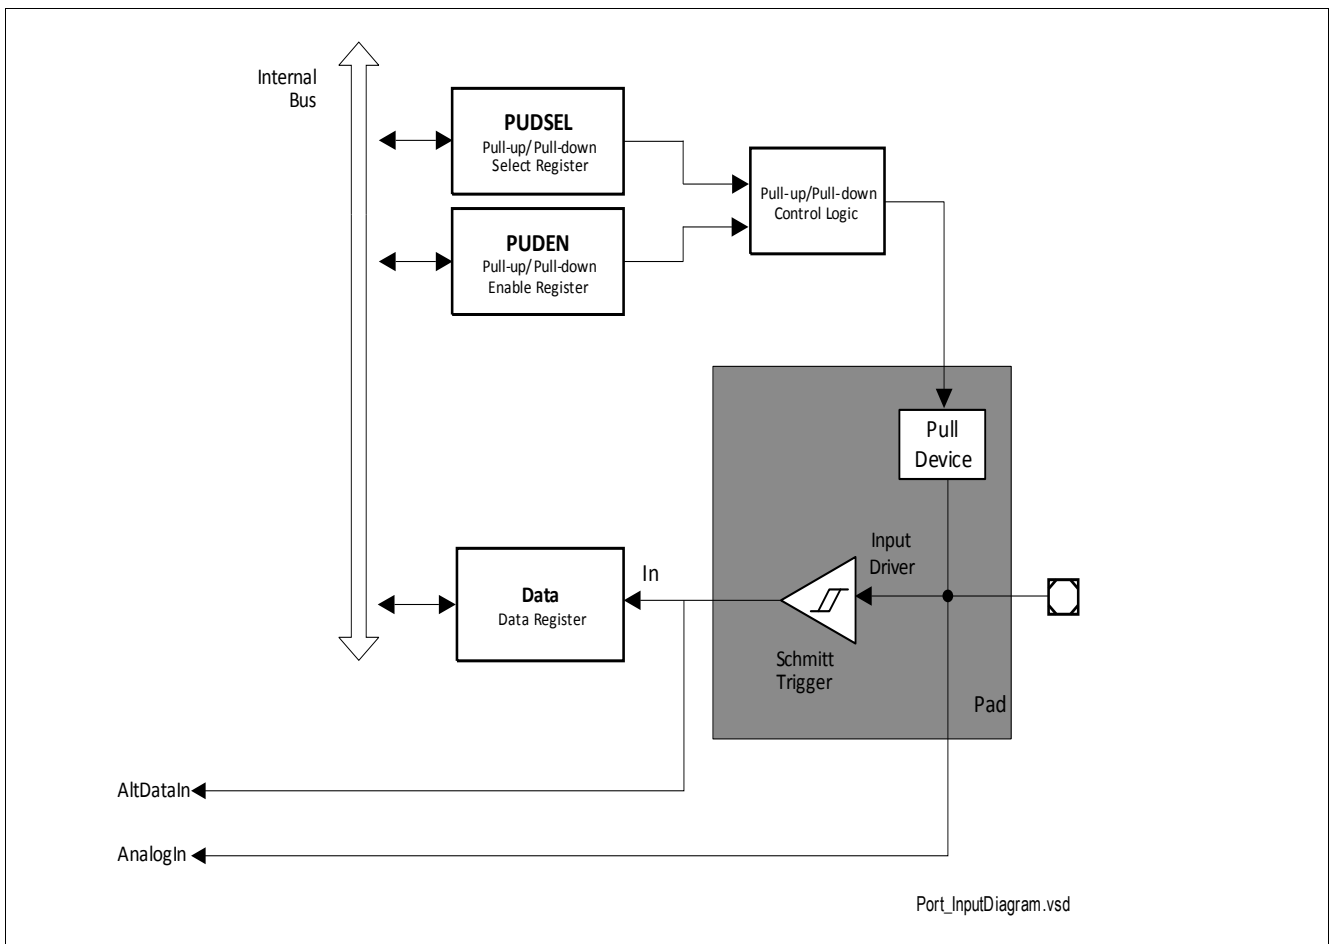 Internal
Bus
PUDSEL
Pull-up/Pull-down
Select Register
PUDEN
Pull-up/Pull-down
Enable Register
Pull-up/Pull-down
Control Logic
Pull
Device
Input
Driver
In
Data
Data Register
Schmitt
Trigger
Pad
AltDataIn
AnalogIn
Port_InputDiagram.vsd